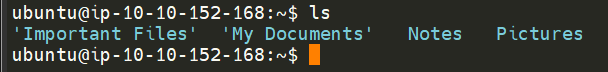 ubuntu@ip-10-10-152-168:~$ ls
'Important Files'  'My Documents'   Notes   Pictures
ubuntu@ip-10-10-152-168:~$